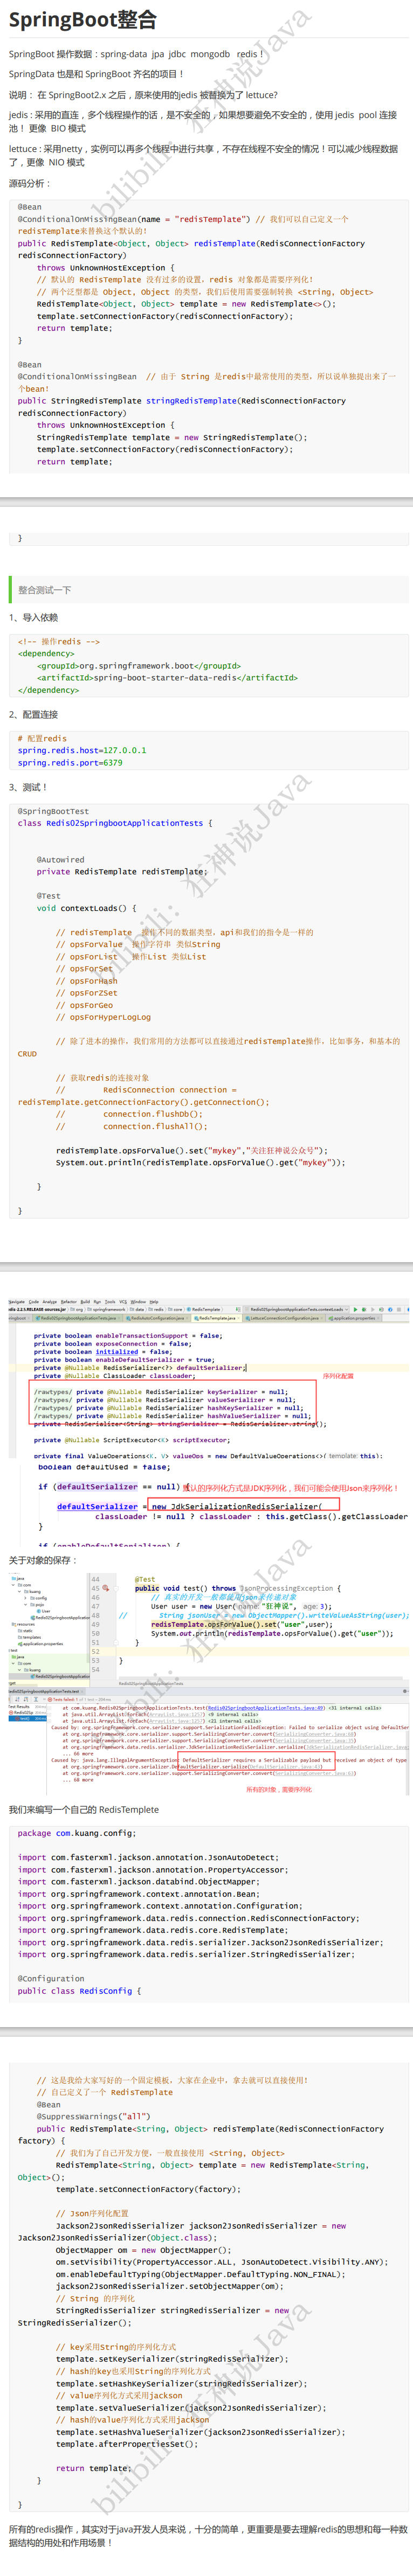 SpringBoot整合
SpringBoot 操作数据：spring-data jpa jdbc mongodb redis！
SpringData 也是和 SpringBoot 齐名的项目！
说明： 在 SpringBoot2.x 之后，原来使用的jedis 被替换为了 lettuce?
jedis : 采用的直连，多个线程操作的话，是不安全的，如果想要避免不安全的，使用 jedis pool 连接
池！ 更像 BIO 模式
lettuce : 采用netty，实例可以再多个线程中进行共享，不存在线程不安全的情况！可以减少线程数据
了，更像 NIO 模式
源码分析：
@Bean
@ConditionalOnMissingBean(name = "redisTemplate") // 我们可以自己定义一个
redisTemplate来替换这个默认的！
public RedisTemplate<Object, Object> redisTemplate(RedisConnectionFactory
redisConnectionFactory)
throws UnknownHostException {
// 默认的 RedisTemplate 没有过多的设置，redis 对象都是需要序列化！
// 两个泛型都是 Object, Object 的类型，我们后使用需要强制转换 <String, Object>
RedisTemplate<Object, Object> template = new RedisTemplate<>();
template.setConnectionFactory(redisConnectionFactory);
return template;
}
@Bean
@ConditionalOnMissingBean // 由于 String 是redis中最常使用的类型，所以说单独提出来了一
个bean！
public StringRedisTemplate stringRedisTemplate(RedisConnectionFactory
redisConnectionFactory)
throws UnknownHostException {
StringRedisTemplate template = new StringRedisTemplate();
template.setConnectionFactory(redisConnectionFactory);
return template;
}
整合测试一下
1、导入依赖
<!-- 操作redis -->
<dependency>
<groupId>org.springframework.boot</groupId>
<artifactId>spring-boot-starter-data-redis</artifactId>
</dependency>
2、配置连接
# 配置redis
spring.redis.host=127.0.0.1
spring.redis.port=6379
3、测试！
@SpringBootTest
class Redis02SpringbootApplicationTests {
@Autowired
private RedisTemplate redisTemplate;
@Test
void contextLoads() {
// redisTemplate 操作不同的数据类型，api和我们的指令是一样的
// opsForValue 操作字符串 类似String
// opsForList 操作List 类似List
// opsForSet
// opsForHash
// opsForZSet
// opsForGeo
// opsForHyperLogLog
// 除了进本的操作，我们常用的方法都可以直接通过redisTemplate操作，比如事务，和基本的
CRUD
// 获取redis的连接对象
// RedisConnection connection =
redisTemplate.getConnectionFactory().getConnection();
// connection.flushDb();
// connection.flushAll();
redisTemplate.opsForValue().set("mykey","关注狂神说公众号");
System.out.println(redisTemplate.opsForValue().get("mykey"));
}
}
private boolean enableTransactionSupport = false;
private boolean exposeConnection = false;
private boolean initialized = false;
private boolean enableDefaultSerializer = true;
private @Nullable RedisSerializer<?> defaultSerializer;
private @Nullable ClassLoader classLoader;
序列化配置
/rawtypes/ private @Nullable RedisSerializer keySerializer = null;
/rawtypes/ private @Nullable RedisSerializer valueSerializer = null;
/rawtypes/ private @Nullable RedisSerializer hashKeySerializer = null;
/rawtypes/ private @Nullable RedisSerializer hashValueSerializer = null;
private RedisSerializer<String> stringSerializer = RedisSerializer.string();
private @Nullable ScriptExecutor<K> scriptExecutor;
private final ValueOperations<K, V> valueOps = new DefaultValueOperations<>( template: this);
boolean defaultUsed = false;
if (defaultSerializer == null) 默认的序列化方式是JDK序列化，我们可能会使用Json来序列化！
defaultSerializer = new JdkSerializationRedisSerializer(
classLoader != null ? classLoader : this.getClass().getClassLoader
}
if (enableDefaultSerializer) {
关于对象的保存：
@Test
public void test() throws JsonProcessingException {
// 真实的开发一般都使用json来传递对象
User user = new User( name: "狂神说", age: 3);
// String jsonUser = new ObjectMapper().writeValueAsString(user);
redisTemplate.opsForValue().set("user",user);
System.out.println(redisTemplate.opsForValue().get("user"));
}
}
所有的对象，需要序列化
我们来编写一个自己的 RedisTemplete
package com.kuang.config;
import com.fasterxml.jackson.annotation.JsonAutoDetect;
import com.fasterxml.jackson.annotation.PropertyAccessor;
import com.fasterxml.jackson.databind.ObjectMapper;
import org.springframework.context.annotation.Bean;
import org.springframework.context.annotation.Configuration;
import org.springframework.data.redis.connection.RedisConnectionFactory;
import org.springframework.data.redis.core.RedisTemplate;
import org.springframework.data.redis.serializer.Jackson2JsonRedisSerializer;
import org.springframework.data.redis.serializer.StringRedisSerializer;
@Configuration
public class RedisConfig {
// 这是我给大家写好的一个固定模板，大家在企业中，拿去就可以直接使用！
// 自己定义了一个 RedisTemplate
@Bean
@SuppressWarnings("all")
public RedisTemplate<String, Object> redisTemplate(RedisConnectionFactory
factory) {
// 我们为了自己开发方便，一般直接使用 <String, Object>
RedisTemplate<String, Object> template = new RedisTemplate<String,
Object>();
template.setConnectionFactory(factory);
// Json序列化配置
Jackson2JsonRedisSerializer jackson2JsonRedisSerializer = new
Jackson2JsonRedisSerializer(Object.class);
ObjectMapper om = new ObjectMapper();
om.setVisibility(PropertyAccessor.ALL, JsonAutoDetect.Visibility.ANY);
om.enableDefaultTyping(ObjectMapper.DefaultTyping.NON_FINAL);
jackson2JsonRedisSerializer.setObjectMapper(om);
// String 的序列化
StringRedisSerializer stringRedisSerializer = new
StringRedisSerializer();
// key采用String的序列化方式
template.setKeySerializer(stringRedisSerializer);
// hash的key也采用String的序列化方式
template.setHashKeySerializer(stringRedisSerializer);
// value序列化方式采用jackson
template.setValueSerializer(jackson2JsonRedisSerializer);
// hash的value序列化方式采用jackson
template.setHashValueSerializer(jackson2JsonRedisSerializer);
template.afterPropertiesSet();
return template;
}
}
所有的redis操作，其实对于java开发人员来说，十分的简单，更重要是要去理解redis的思想和每一种数
据结构的用处和作用场景！
bilibili：狂神说Java